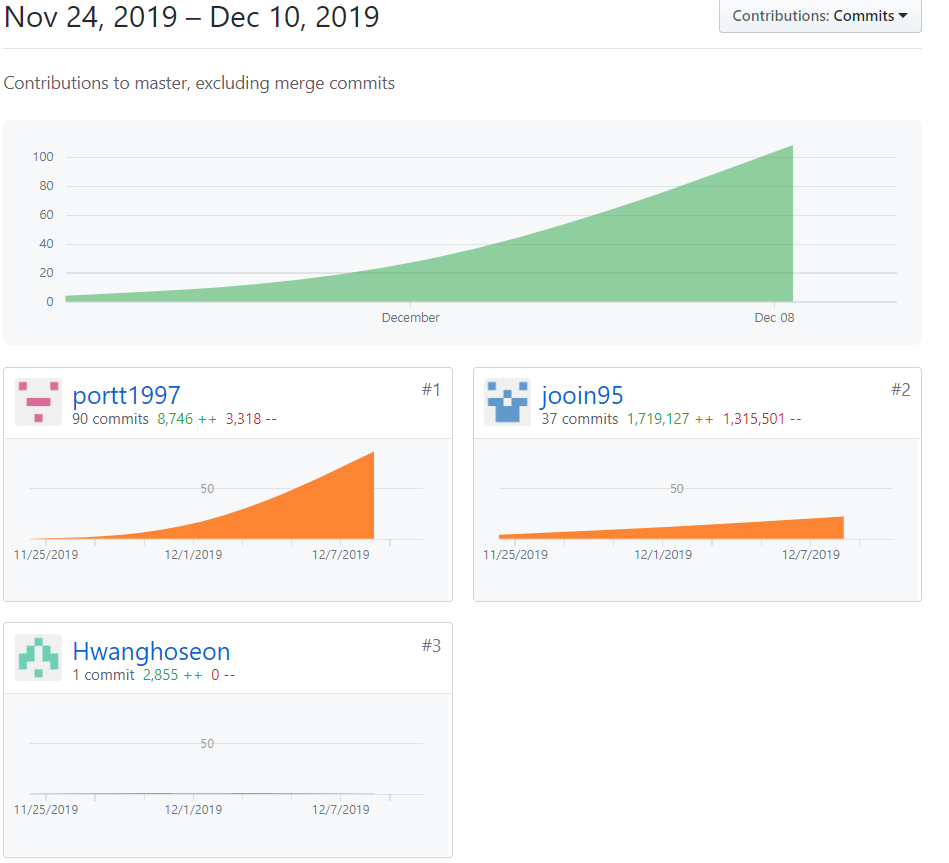 Nov 24, 2019 – Dec 10, 2019
Contributions: Commits
Contributions to master, excluding merge commits
100
80
60
40
20
0
December
Dec 08
portt1997
#1
90 commits 8,746 ++ 3,318 --
50
11/25/2019
12/1/2019
12/7/2019
jooin95
#2
37 commits 1,719,127 ++ 1,315,501 --
50
11/25/2019
12/1/2019
12/7/2019
Hwanghoseon
#3
1 commit 2,855 ++ 0 --
50
11/25/2019
12/1/2019
12/7/2019